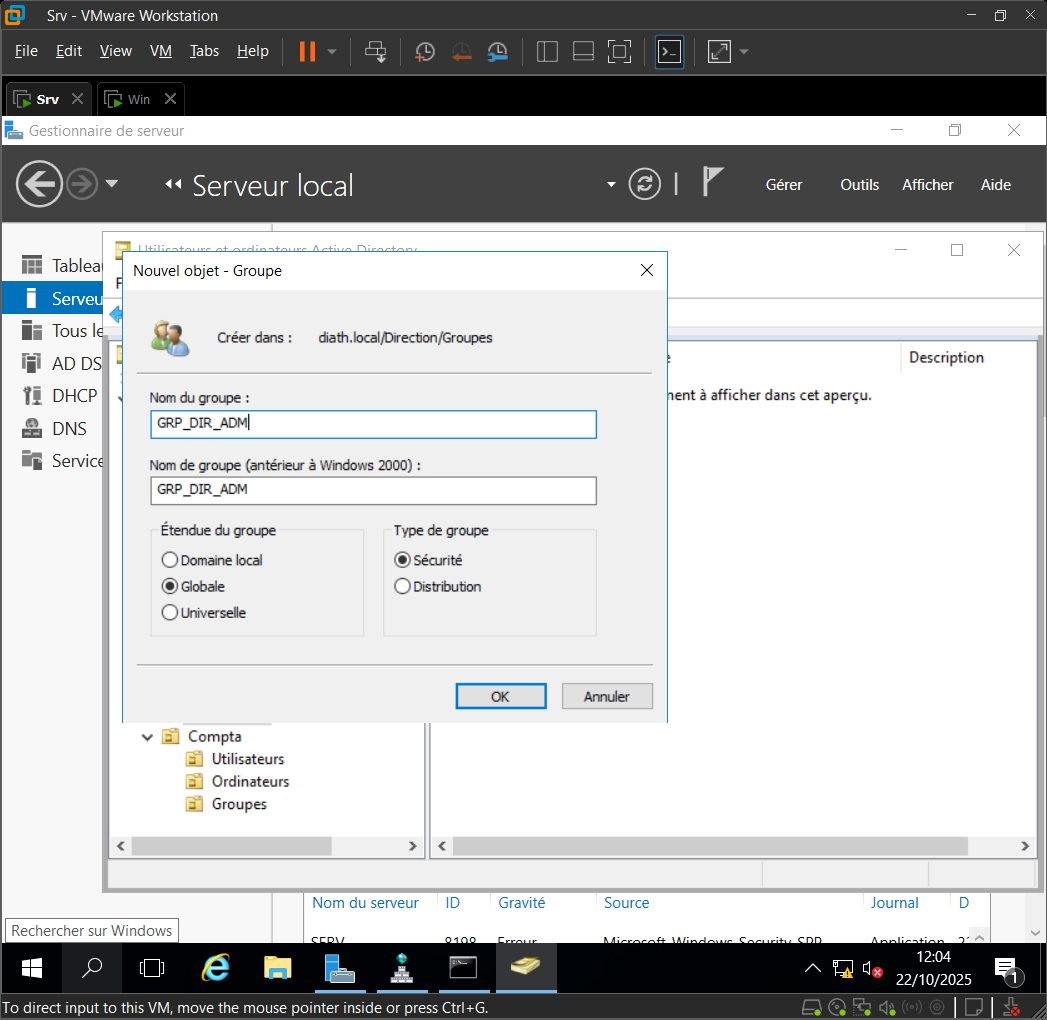 Srv - VMware Workstation
File Edit View VM Tabs Help
Srv Win
Gestionnaire de serveur
Serveur local
Gérer Outils Afficher Aide
Utilisateurs et ordinateurs Active Directory
Nouvel objet - Groupe
Créer dans : diath.local/Direction/Groupes
Nom du groupe :
GRP_DIR_ADM
Nom de groupe (antérieur à Windows 2000) :
GRP_DIR_ADM
Étendue du groupe
Domaine local
Globale
Universelle
Type de groupe
Sécurité
Distribution
OK Annuler
Description
ment à afficher dans cet aperçu.
Tableau
Serveu
Tous le
AD DS
DHCP
DNS
Service
Compta
Utilisateurs
Ordinateurs
Groupes
Nom du serveur ID Gravité Source Journal D
SERV 8198 Erreur Microsoft-Windows-Security-SPP Application
Rechercher sur Windows
12:04
22/10/2025
1
To direct input to this VM, move the mouse pointer inside or press Ctrl+G.